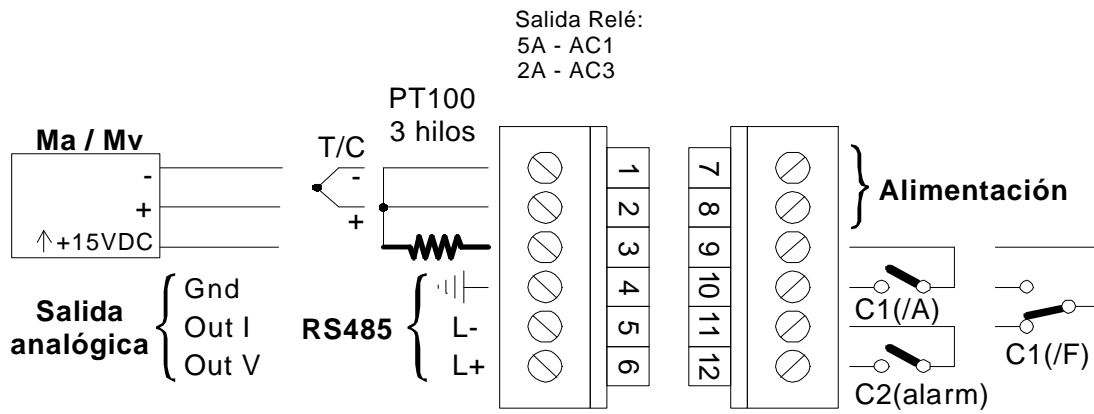 Salida Relé:
5A - AC1
2A - AC3
PT100
3 hilos
Ma / Mv
-
+
+15VDC
T/C
-
+
Salida
analógica
Gnd
Out I
Out V
RS485
L-
L+
1
2
3
4
5
6
7
8
9
10
11
12
Alimentación
C1(/A)
C2(alarm)
C1(/F)